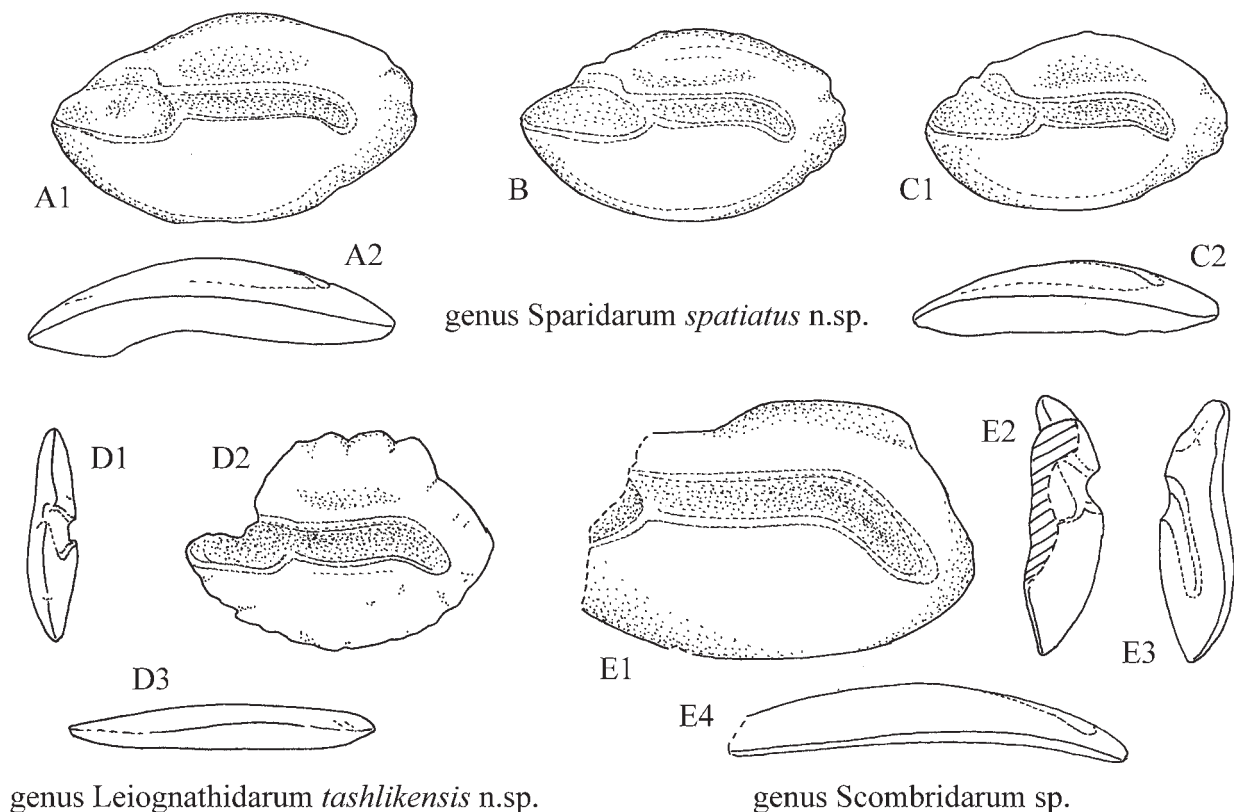 A1
B
C1
A2
C2
genus Sparidarum spatiatus n.sp.
D1
D2
E2
E1
E3
D3
E4
genus Leiognathidarum tashlikensis n.sp.
genus Scombridarum sp.